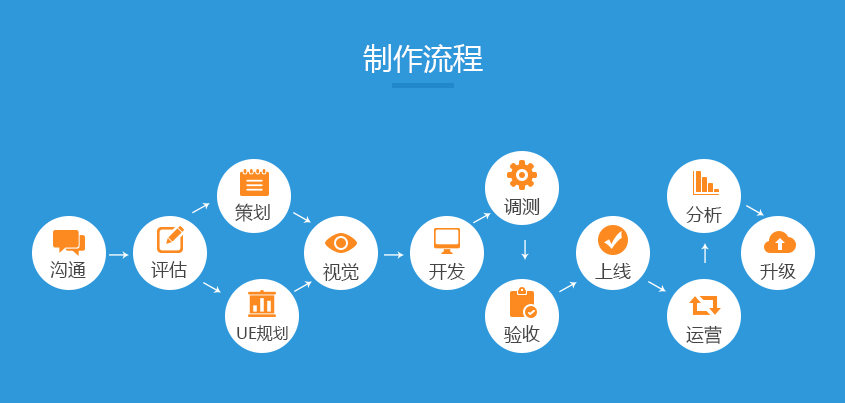 制作流程
沟通
评估
策划
UE规划
视觉
开发
调测
验收
上线
运营
分析
升级